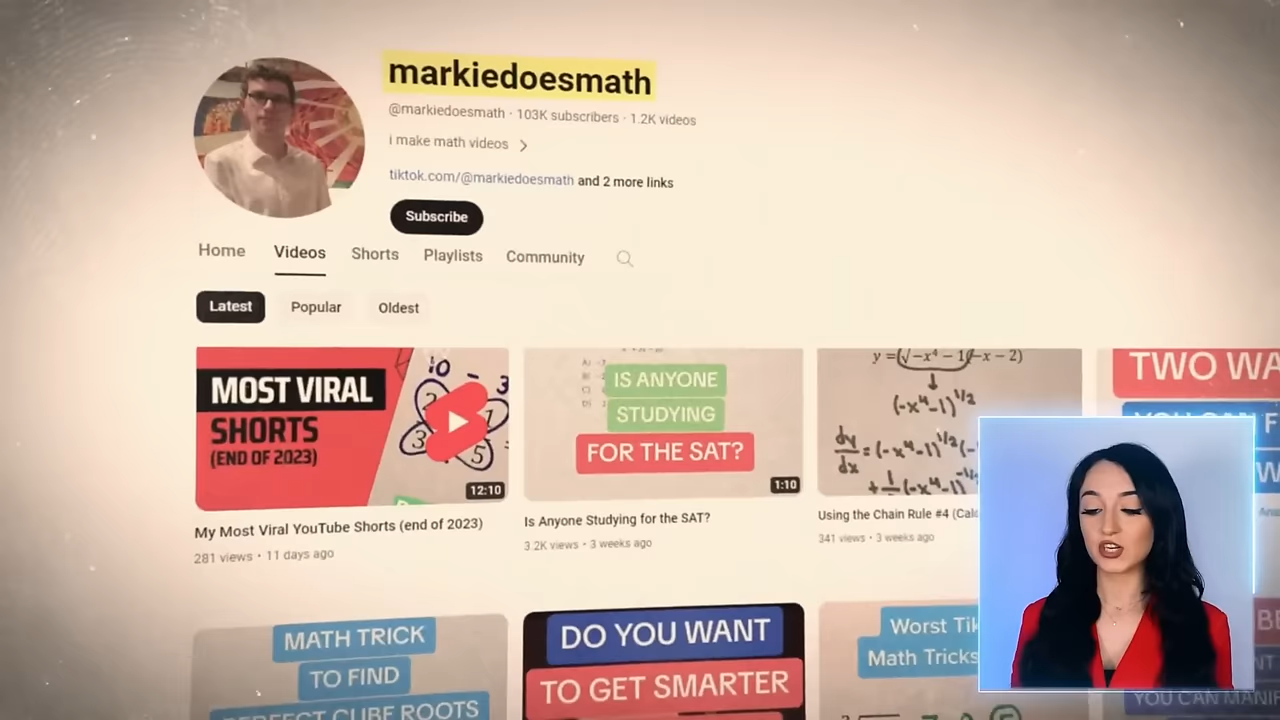 markiedoesmath
@markiedoesmath · 103K subscribers · 1.2K videos
i make math videos
tiktok.com/@markiedoesmath and 2 more links
Subscribe
Home Videos Shorts Playlists Community
Latest Popular Oldest
MOST VIRAL
SHORTS
(END OF 2023)
12:10
IS ANYONE
STUDYING
FOR THE SAT?
1:10
TWO WA
My Most Viral YouTube Shorts (end of 2023)
281 views · 11 days ago
Is Anyone Studying for the SAT?
3.2K views · 3 weeks ago
Using the Chain Rule #4 (Calc
341 views · 3 weeks ago
MATH TRICK
TO FIND
PERFECT CUBE ROOTS
DO YOU WANT
TO GET SMARTER
Worst Tik
Math Tricks